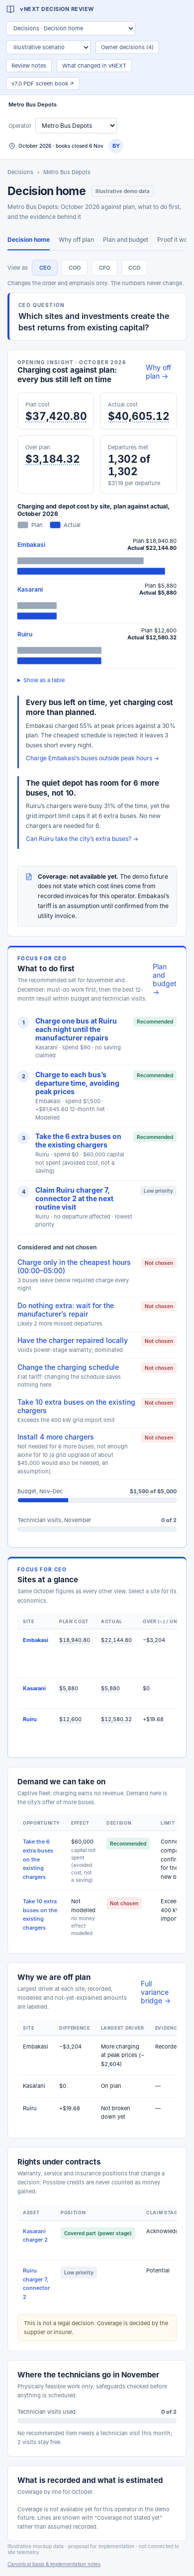 vNEXT DECISION REVIEW
Decisions · Decision home
Illustrative scenario
Owner decisions (4)
Review notes
What changed in vNEXT
v7.0 PDF screen book ↗
Metro Bus Depots
Operator
Metro Bus Depots
October 2026 · books closed 6 Nov
BY
Decisions › Metro Bus Depots
Decision home
Illustrative demo data
Metro Bus Depots: October 2026 against plan, what to do first,
and the evidence behind it
Decision home
Why off plan
Plan and budget
Proof it wo
View as
CEO
COO
CFO
CCO
Changes the order and emphasis only. The numbers never change.
CEO QUESTION
Which sites and investments create the
best returns from existing capital?
OPENING INSIGHT · OCTOBER 2026
Charging cost against plan:
every bus still left on time
Why off
plan →
Plan cost
$37,420.80
Actual cost
$40,605.12
Over plan
$3,184.32
Departures met
1,302 of
1,302
$31.19 per departure
Charging and depot cost by site, plan against actual,
October 2026
Plan
Actual
Embakasi
Plan $18,940.80
Actual $22,144.80
Kasarani
Plan $5,880
Actual $5,880
Ruiru
Plan $12,600
Actual $12,580.32
▸ Show as a table
Every bus left on time, yet charging cost
more than planned.
Embakasi charged 55% at peak prices against a 30%
plan. The cheapest schedule is rejected: it leaves 3
buses short every night.
Charge Embakasi's buses outside peak hours →
The quiet depot has room for 6 more
buses, not 10.
Ruiru's chargers were busy 31% of the time, yet the
grid import limit caps it at 6 extra buses. No new
chargers are needed for 6.
Can Ruiru take the city's extra buses? →
Coverage: not available yet. The demo fixture
does not state which cost lines come from
recorded invoices for this operator. Embakasi's
tariff is an assumption until confirmed from the
utility invoice.
FOCUS FOR CEO
What to do first
The recommended set for November and
December: must-do work first, then the best 12-
month result within budget and technician visits.
Plan
and
budget
→
1
Charge one bus at Ruiru
each night until the
manufacturer repairs
Kasarani · spend $90 · no saving
claimed
Recommended
2
Charge to each bus's
departure time, avoiding
peak prices
Embakasi · spend $1,500 ·
+$81,645.60 12-month net ·
Modelled
Recommended
3
Take the 6 extra buses on
the existing chargers
Ruiru · spend $0 · $60,000 capital
not spent (avoided cost, not a
saving)
Recommended
4
Claim Ruiru charger 7,
connector 2 at the next
routine visit
Ruiru · no departure affected · lowest
priority
Low priority
Considered and not chosen
Charge only in the cheapest hours
(00:00–05:00)
3 buses leave below required charge every
night
Not chosen
Do nothing extra: wait for the
manufacturer's repair
Likely 2 more missed departures
Not chosen
Have the charger repaired locally
Voids power-stage warranty; dominated
Not chosen
Change the charging schedule
Flat tariff: changing the schedule saves
nothing here
Not chosen
Take 10 extra buses on the existing
chargers
Exceeds the 400 kW grid import limit
Not chosen
Install 4 more chargers
Not needed for 6 more buses; not enough
alone for 10 (a grid upgrade of about
$45,000 would also be needed, an
assumption)
Not chosen
Budget, Nov–Dec
$1,590 of $5,000
Technician visits, November
0 of 2
FOCUS FOR CEO
Sites at a glance
Same October figures as every other view. Select a site for its
economics.
SITE
PLAN COST
ACTUAL
Embakasi
$18,940.80
$22,144.80
−$3,204
Kasarani
$5,880
$5,880
$0
Ruiru
$12,600
$12,580.32
+$19.68
Demand we can take on
Captive fleet: charging earns no revenue. Demand here is
the city's offer of more buses.
OPPORTUNITY
EFFECT
DECISION
LIMIT
Take the 6
extra buses
on the
existing
chargers
$60,000
capital not
spent
(avoided
cost, not
a saving)
Recommended
Take 10 extra
buses on the
existing
chargers
Not
modelled
no money
effect
modelled
Not chosen
Why we are off plan
Largest driver at each site; recorded,
modelled and not-yet-explained amounts
are labelled.
Full
variance
bridge →
SITE
DIFFERENCE
LARGEST DRIVER
Embakasi
−$3,204
More charging
at peak prices (−
$2,604)
Kasarani
$0
On plan
—
Ruiru
+$19.68
Not broken
down yet
—
Rights under contracts
Warranty, service and insurance positions that change a
decision. Possible credits are never counted as money
gained.
ASSET
POSITION
Kasarani
charger 2
Covered part (power stage)
Ruiru
charger 7,
connector
2
Low priority
Potential
This is not a legal decision. Coverage is decided by the
supplier or insurer.
Where the technicians go in November
Physically feasible work only; safeguards checked before
anything is scheduled.
Technician visits used
0 of 2
No recommended item needs a technician visit this month;
2 visits stay free.
What is recorded and what is estimated
Coverage by line for October.
Coverage is not available yet for this operator in the demo
fixture. Lines are shown with "Coverage not stated yet"
rather than assumed recorded.
Illustrative mockup data · proposal for implementation · not connected to
site telemetry
Canonical basis & implementation notes